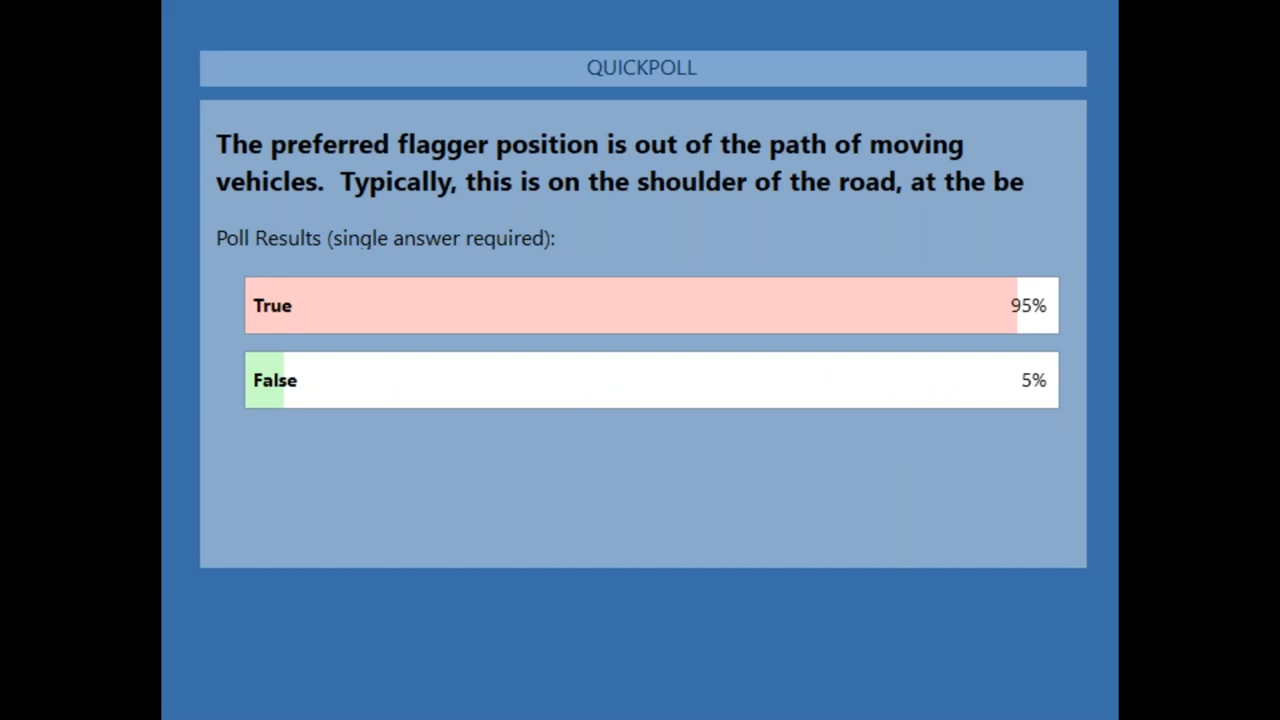 QUICKPOLL
The preferred flagger position is out of the path of moving
vehicles.  Typically, this is on the shoulder of the road, at the be
Poll Results (single answer required):
True 95%
False 5%